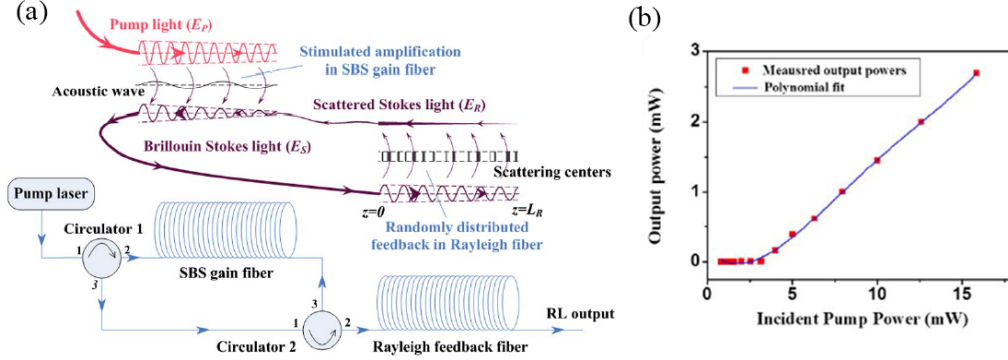 (a)
Pump light (E_P)
Stimulated amplification
in SBS gain fiber
Acoustic wave
Scattered Stokes light (E_R)
Brillouin Stokes light (E_S)
Scattering centers
z=0
z=L_R
Randomly distributed
feedback in Rayleigh fiber
Pump laser
Circulator 1
1
2
3
SBS gain fiber
3
1
2
RL output
Circulator 2
Rayleigh feedback fiber
(b)
Output power (mW)
3
2
1
0
Meausred output powers
Polynomial fit
0
5
10
15
Incident Pump Power (mW)